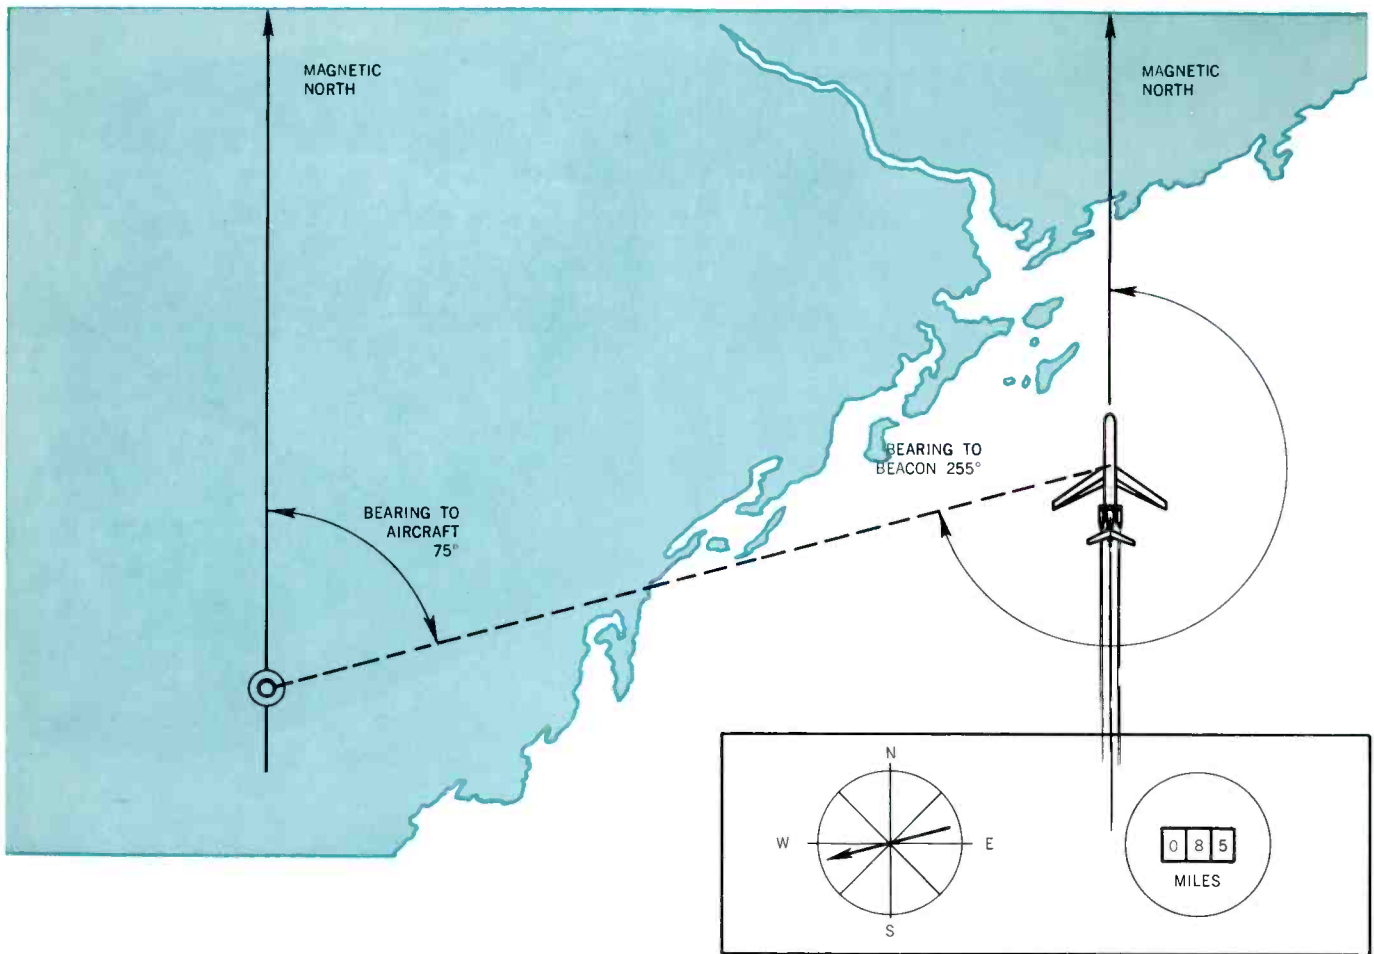 MAGNETIC
NORTH
MAGNETIC
NORTH
BEARING TO
BEACON 255°
BEARING TO
AIRCRAFT
75°
N
W
E
S
0 8 5
MILES